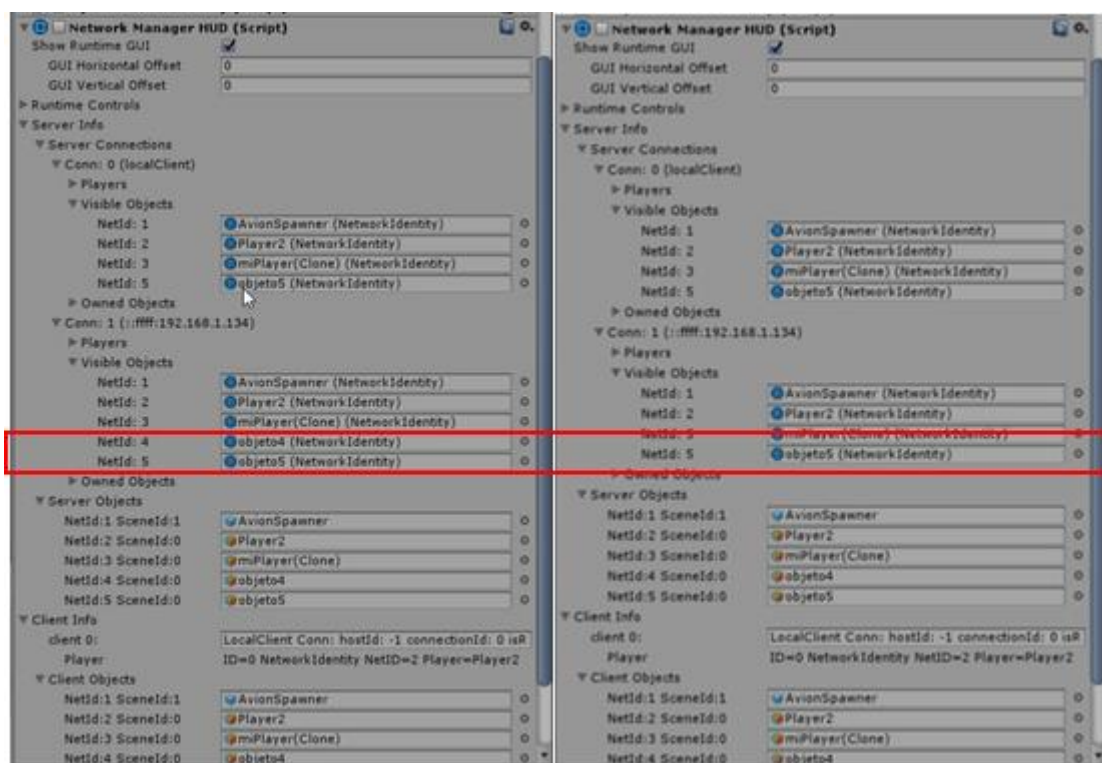 Network Manager HUD (Script)
Show Runtime GUI
GUI Horizontal Offset 0
GUI Vertical Offset 0
Runtime Controls
Server Info
Server Connections
Conn: 0 (localClient)
Players
Visible Objects
NetId: 1 AvionSpawner (NetworkIdentity)
NetId: 2 Player2 (NetworkIdentity)
NetId: 3 miPlayer(Clone) (NetworkIdentity)
NetId: 5 objeto5 (NetworkIdentity)
Owned Objects
Conn: 1 (::ffff:192.168.1.134)
Players
Visible Objects
NetId: 1 AvionSpawner (NetworkIdentity)
NetId: 2 Player2 (NetworkIdentity)
NetId: 3 miPlayer(Clone) (NetworkIdentity)
NetId: 4 objeto4 (NetworkIdentity)
NetId: 5 objeto5 (NetworkIdentity)
Owned Objects
Server Objects
NetId:1 SceneId:1 AvionSpawner
NetId:2 SceneId:0 Player2
NetId:3 SceneId:0 miPlayer(Clone)
NetId:4 SceneId:0 objeto4
NetId:5 SceneId:0 objeto5
Client Info
client 0: LocalClient Conn: hostId: -1 connectionId: 0 isR
Player ID=0 NetworkIdentity NetID=2 Player=Player2
Client Objects
NetId:1 SceneId:1 AvionSpawner
NetId:2 SceneId:0 Player2
NetId:3 SceneId:0 miPlayer(Clone)
NetId:4 SceneId:0 objeto4
Network Manager HUD (Script)
Show Runtime GUI
GUI Horizontal Offset 0
GUI Vertical Offset 0
Runtime Controls
Server Info
Server Connections
Conn: 0 (localClient)
Players
Visible Objects
NetId: 1 AvionSpawner (NetworkIdentity)
NetId: 2 Player2 (NetworkIdentity)
NetId: 3 miPlayer(Clone) (NetworkIdentity)
NetId: 5 objeto5 (NetworkIdentity)
Owned Objects
Conn: 1 (::ffff:192.168.1.134)
Players
Visible Objects
NetId: 1 AvionSpawner (NetworkIdentity)
NetId: 2 Player2 (NetworkIdentity)
NetId: 3 miPlayer(Clone) (NetworkIdentity)
NetId: 5 objeto5 (NetworkIdentity)
Owned Objects
Server Objects
NetId:1 SceneId:1 AvionSpawner
NetId:2 SceneId:0 Player2
NetId:3 SceneId:0 miPlayer(Clone)
NetId:4 SceneId:0 objeto4
NetId:5 SceneId:0 objeto5
Client Info
client 0: LocalClient Conn: hostId: -1 connectionId: 0 isR
Player ID=0 NetworkIdentity NetID=2 Player=Player2
Client Objects
NetId:1 SceneId:1 AvionSpawner
NetId:2 SceneId:0 Player2
NetId:3 SceneId:0 miPlayer(Clone)
NetId:4 SceneId:0 objeto4